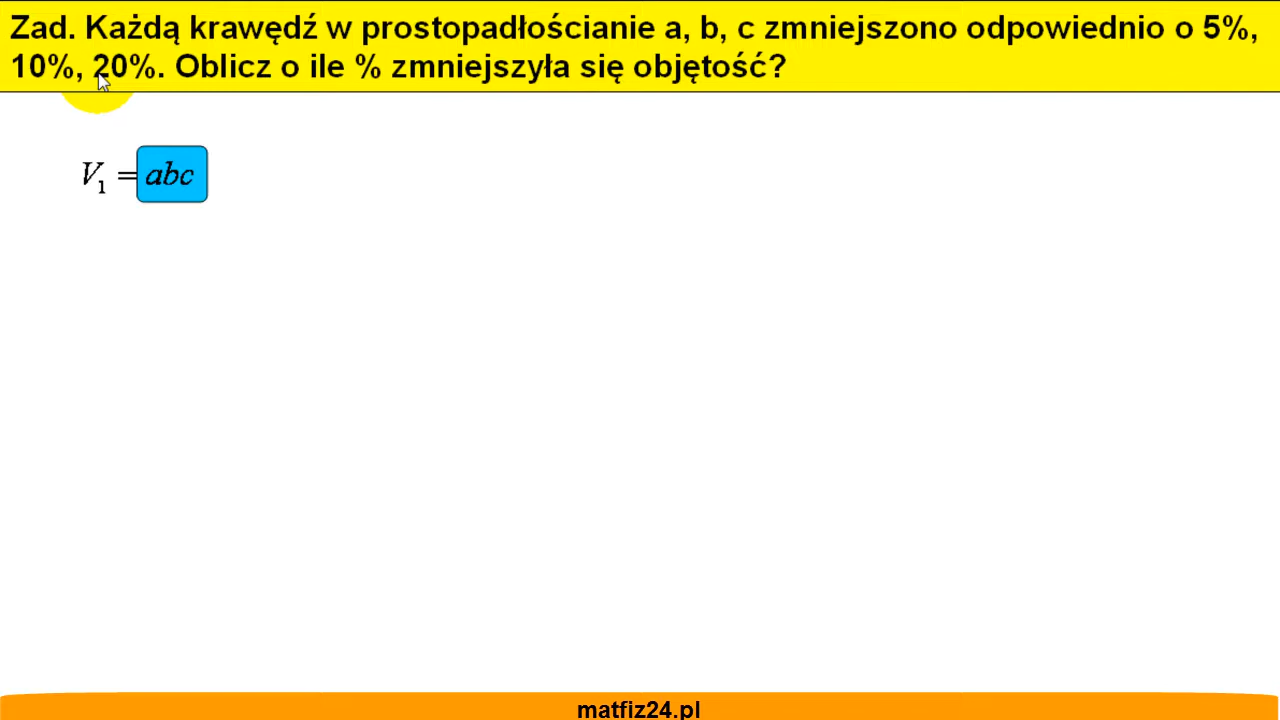 Zad. Każdą krawędź w prostopadłościanie a, b, c zmniejszono odpowiednio o 5%,
10%, 20%. Oblicz o ile % zmniejszyła się objętość?
V₁ = abc
matfiz24.pl